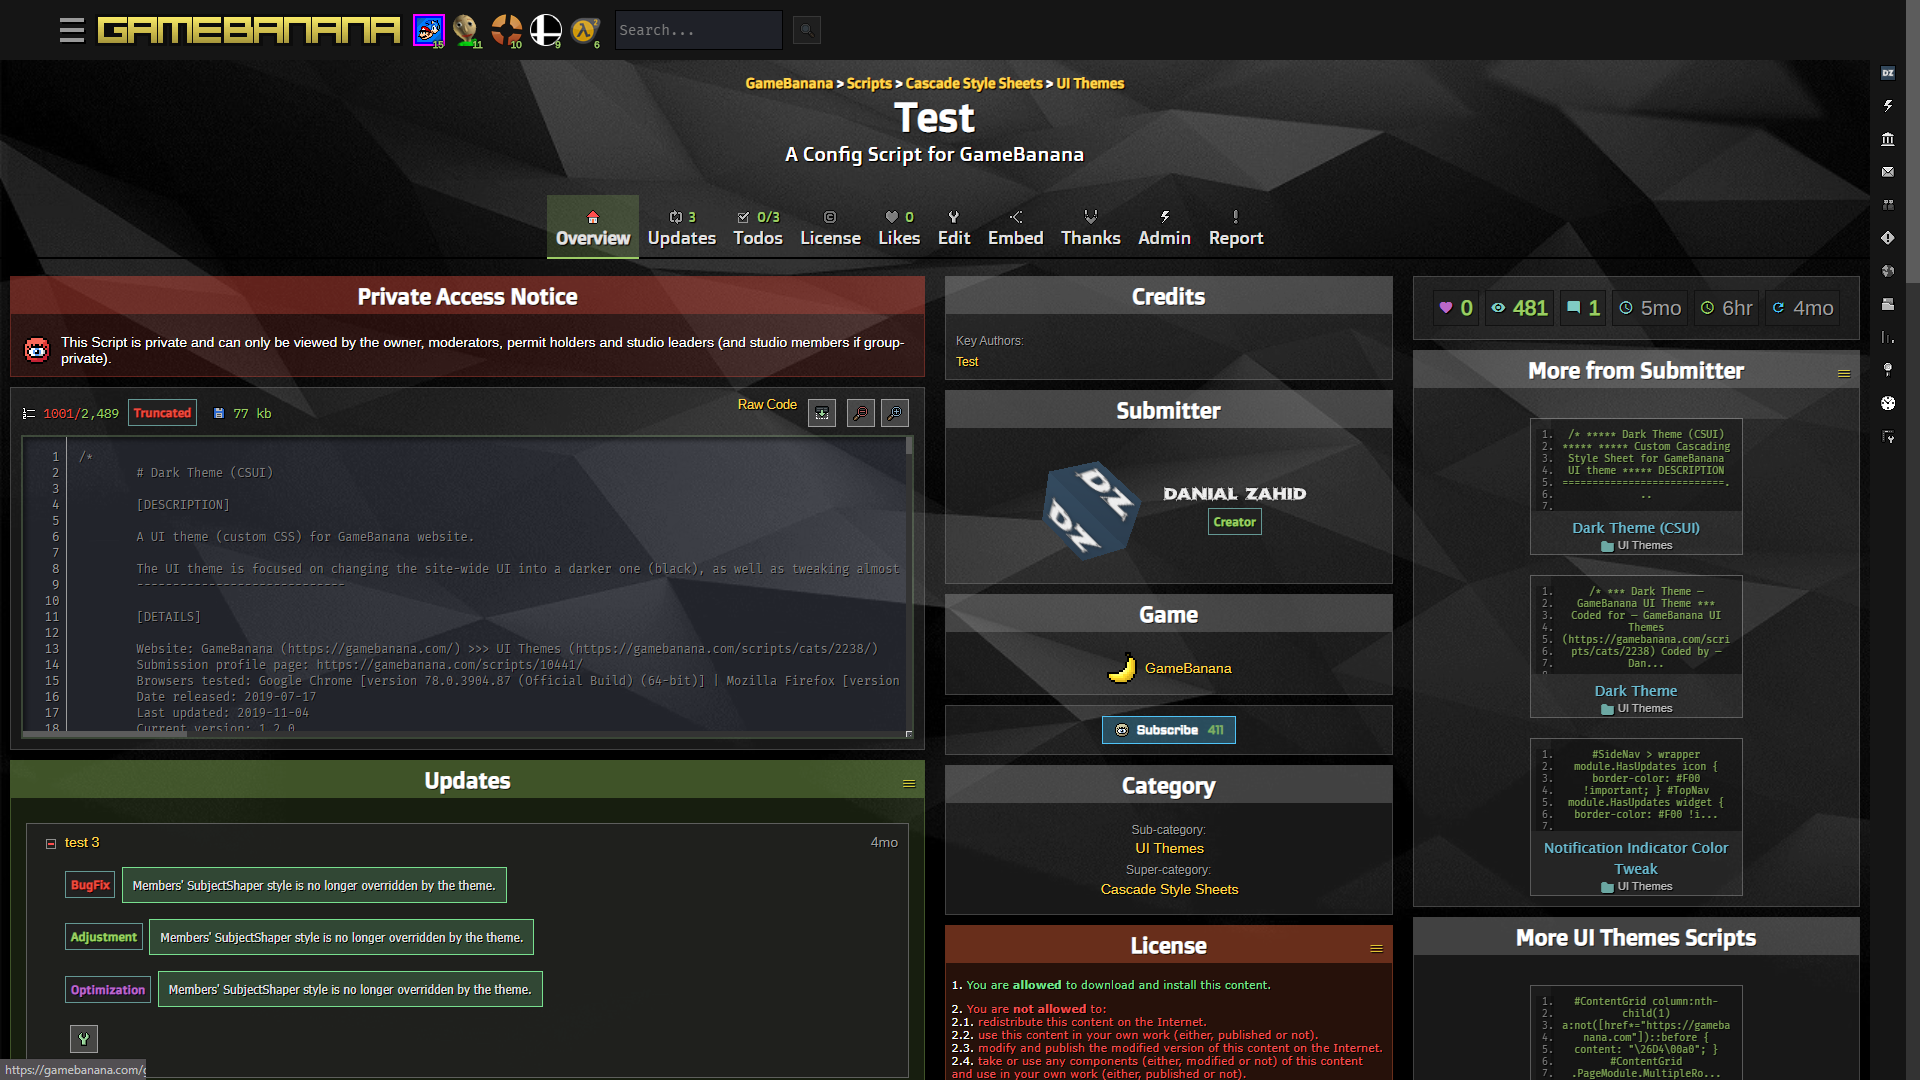 GAMEBANANA
15
11
10
9
6
Search...
GameBanana > Scripts > Cascade Style Sheets > UI Themes
Test
A Config Script for GameBanana
Overview
3
Updates
0/3
Todos
License
0
Likes
Edit
Embed
Thanks
Admin
Report
Private Access Notice
This Script is private and can only be viewed by the owner, moderators, permit holders and studio leaders (and studio members if group-
private).
1001/2,489 Truncated 77 kb
Raw Code
1 /*
2 # Dark Theme (CSUI)
3
4 [DESCRIPTION]
5
6 A UI theme (custom CSS) for GameBanana website.
7
8 The UI theme is focused on changing the site-wide UI into a darker one (black), as well as tweaking almost
9 ------------------------------
10
11 [DETAILS]
12
13 Website: GameBanana (https://gamebanana.com/) >>> UI Themes (https://gamebanana.com/scripts/cats/2238/)
14 Submission profile page: https://gamebanana.com/scripts/10441/
15 Browsers tested: Google Chrome [version 78.0.3904.87 (Official Build) (64-bit)] | Mozilla Firefox [version
16 Date released: 2019-07-17
17 Last updated: 2019-11-04
18 Current version: 1.2.0
Updates
test 3
4mo
BugFix Members' SubjectShaper style is no longer overridden by the theme.
Adjustment Members' SubjectShaper style is no longer overridden by the theme.
Optimization Members' SubjectShaper style is no longer overridden by the theme.
https://gamebanana.com/
Credits
Key Authors:
Test
Submitter
DZ
DZ
DANIAL ZAHID
Creator
Game
GameBanana
Subscribe 411
Category
Sub-category:
UI Themes
Super-category:
Cascade Style Sheets
License
1. You are allowed to download and install this content.
2. You are not allowed to:
2.1. redistribute this content on the Internet.
2.2. use this content in your own work (either, published or not).
2.3. modify and publish the modified version of this content on the Internet.
2.4. take or use any components (either, modified or not) of this content
and use in your own work (either, published or not).
0 481 1 5mo 6hr 4mo
More from Submitter
1. /* ***** Dark Theme (CSUI)
2. ***** ***** Custom Cascading
3. Style Sheet for GameBanana
4. UI theme ***** DESCRIPTION
5. ===========================.
6. ..
7.
Dark Theme (CSUI)
UI Themes
1. /* *** Dark Theme —
2. GameBanana UI Theme ***
3. Coded for — GameBanana UI
4. Themes
5. (https://gamebanana.com/scri
6. pts/cats/2238) Coded by —
7. Dan...
Dark Theme
UI Themes
1. #SideNav > wrapper
2. module.HasUpdates icon {
3. border-color: #F00
4. !important; } #TopNav
5. module.HasUpdates widget {
6. border-color: #F00 !i...
7.
Notification Indicator Color
Tweak
UI Themes
More UI Themes Scripts
1. #ContentGrid column:nth-
2. child(1)
3. a:not([href*="https://gameba
4. nana.com"])::before {
5. content: "\26D4\00a0"; }
6. #ContentGrid
7. .PageModule.MultipleRo...
DZ